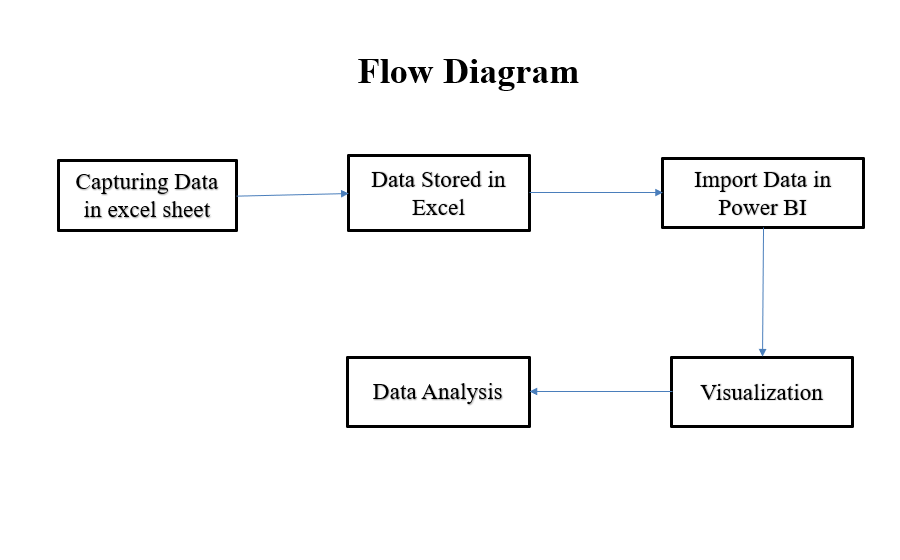 Flow Diagram
Capturing Data
in excel sheet
Data Stored in
Excel
Import Data in
Power BI
Visualization
Data Analysis